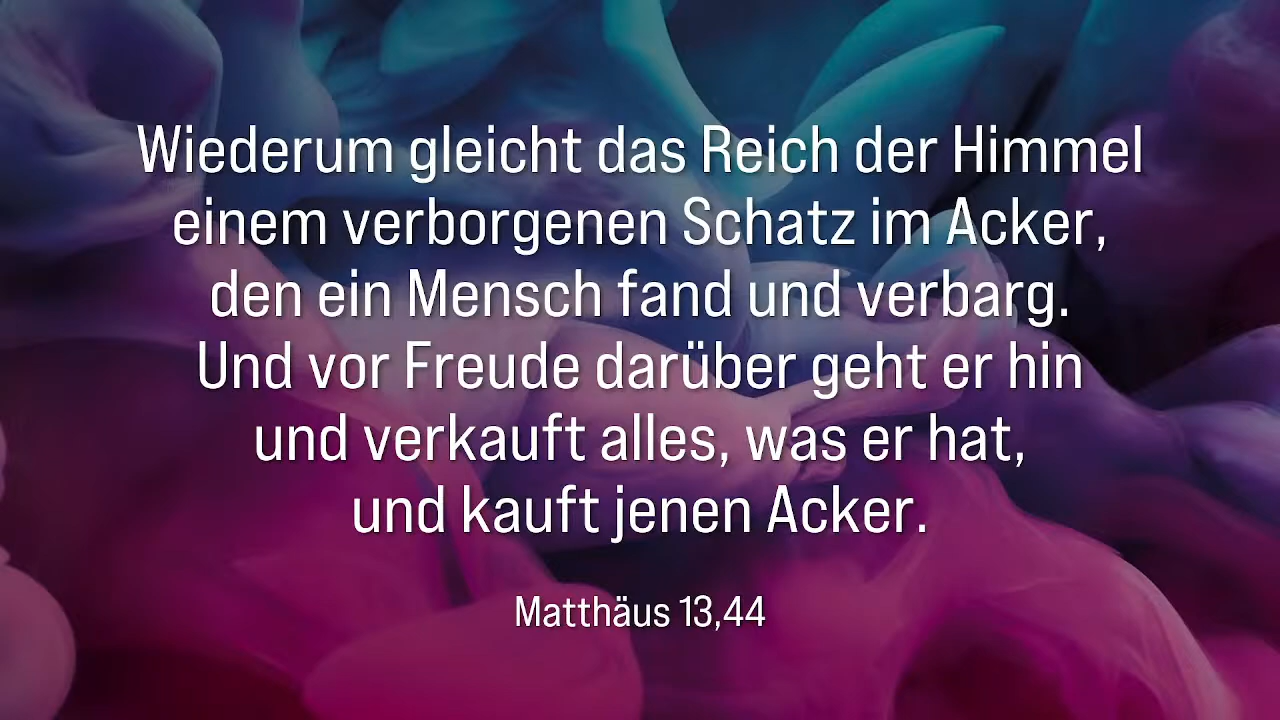 Wiederum gleicht das Reich der Himmel
einem verborgenen Schatz im Acker,
den ein Mensch fand und verbarg.
Und vor Freude darüber geht er hin
und verkauft alles, was er hat,
und kauft jenen Acker.
Matthäus 13,44